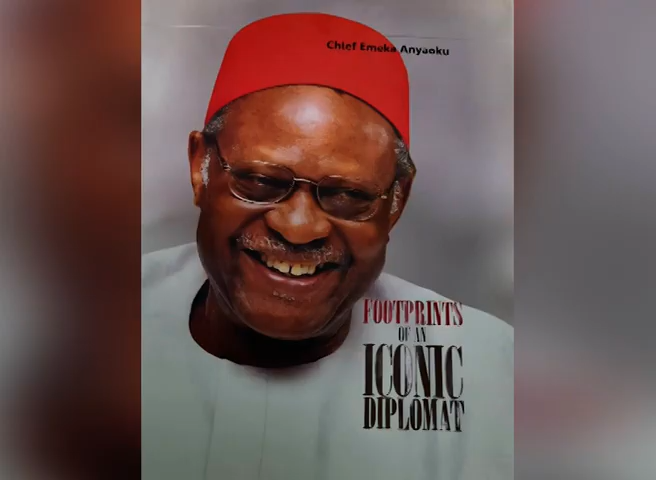 Chief Emeka Anyaoku
FOOTPRINTS
OF AN
ICONIC
DIPLOMAT